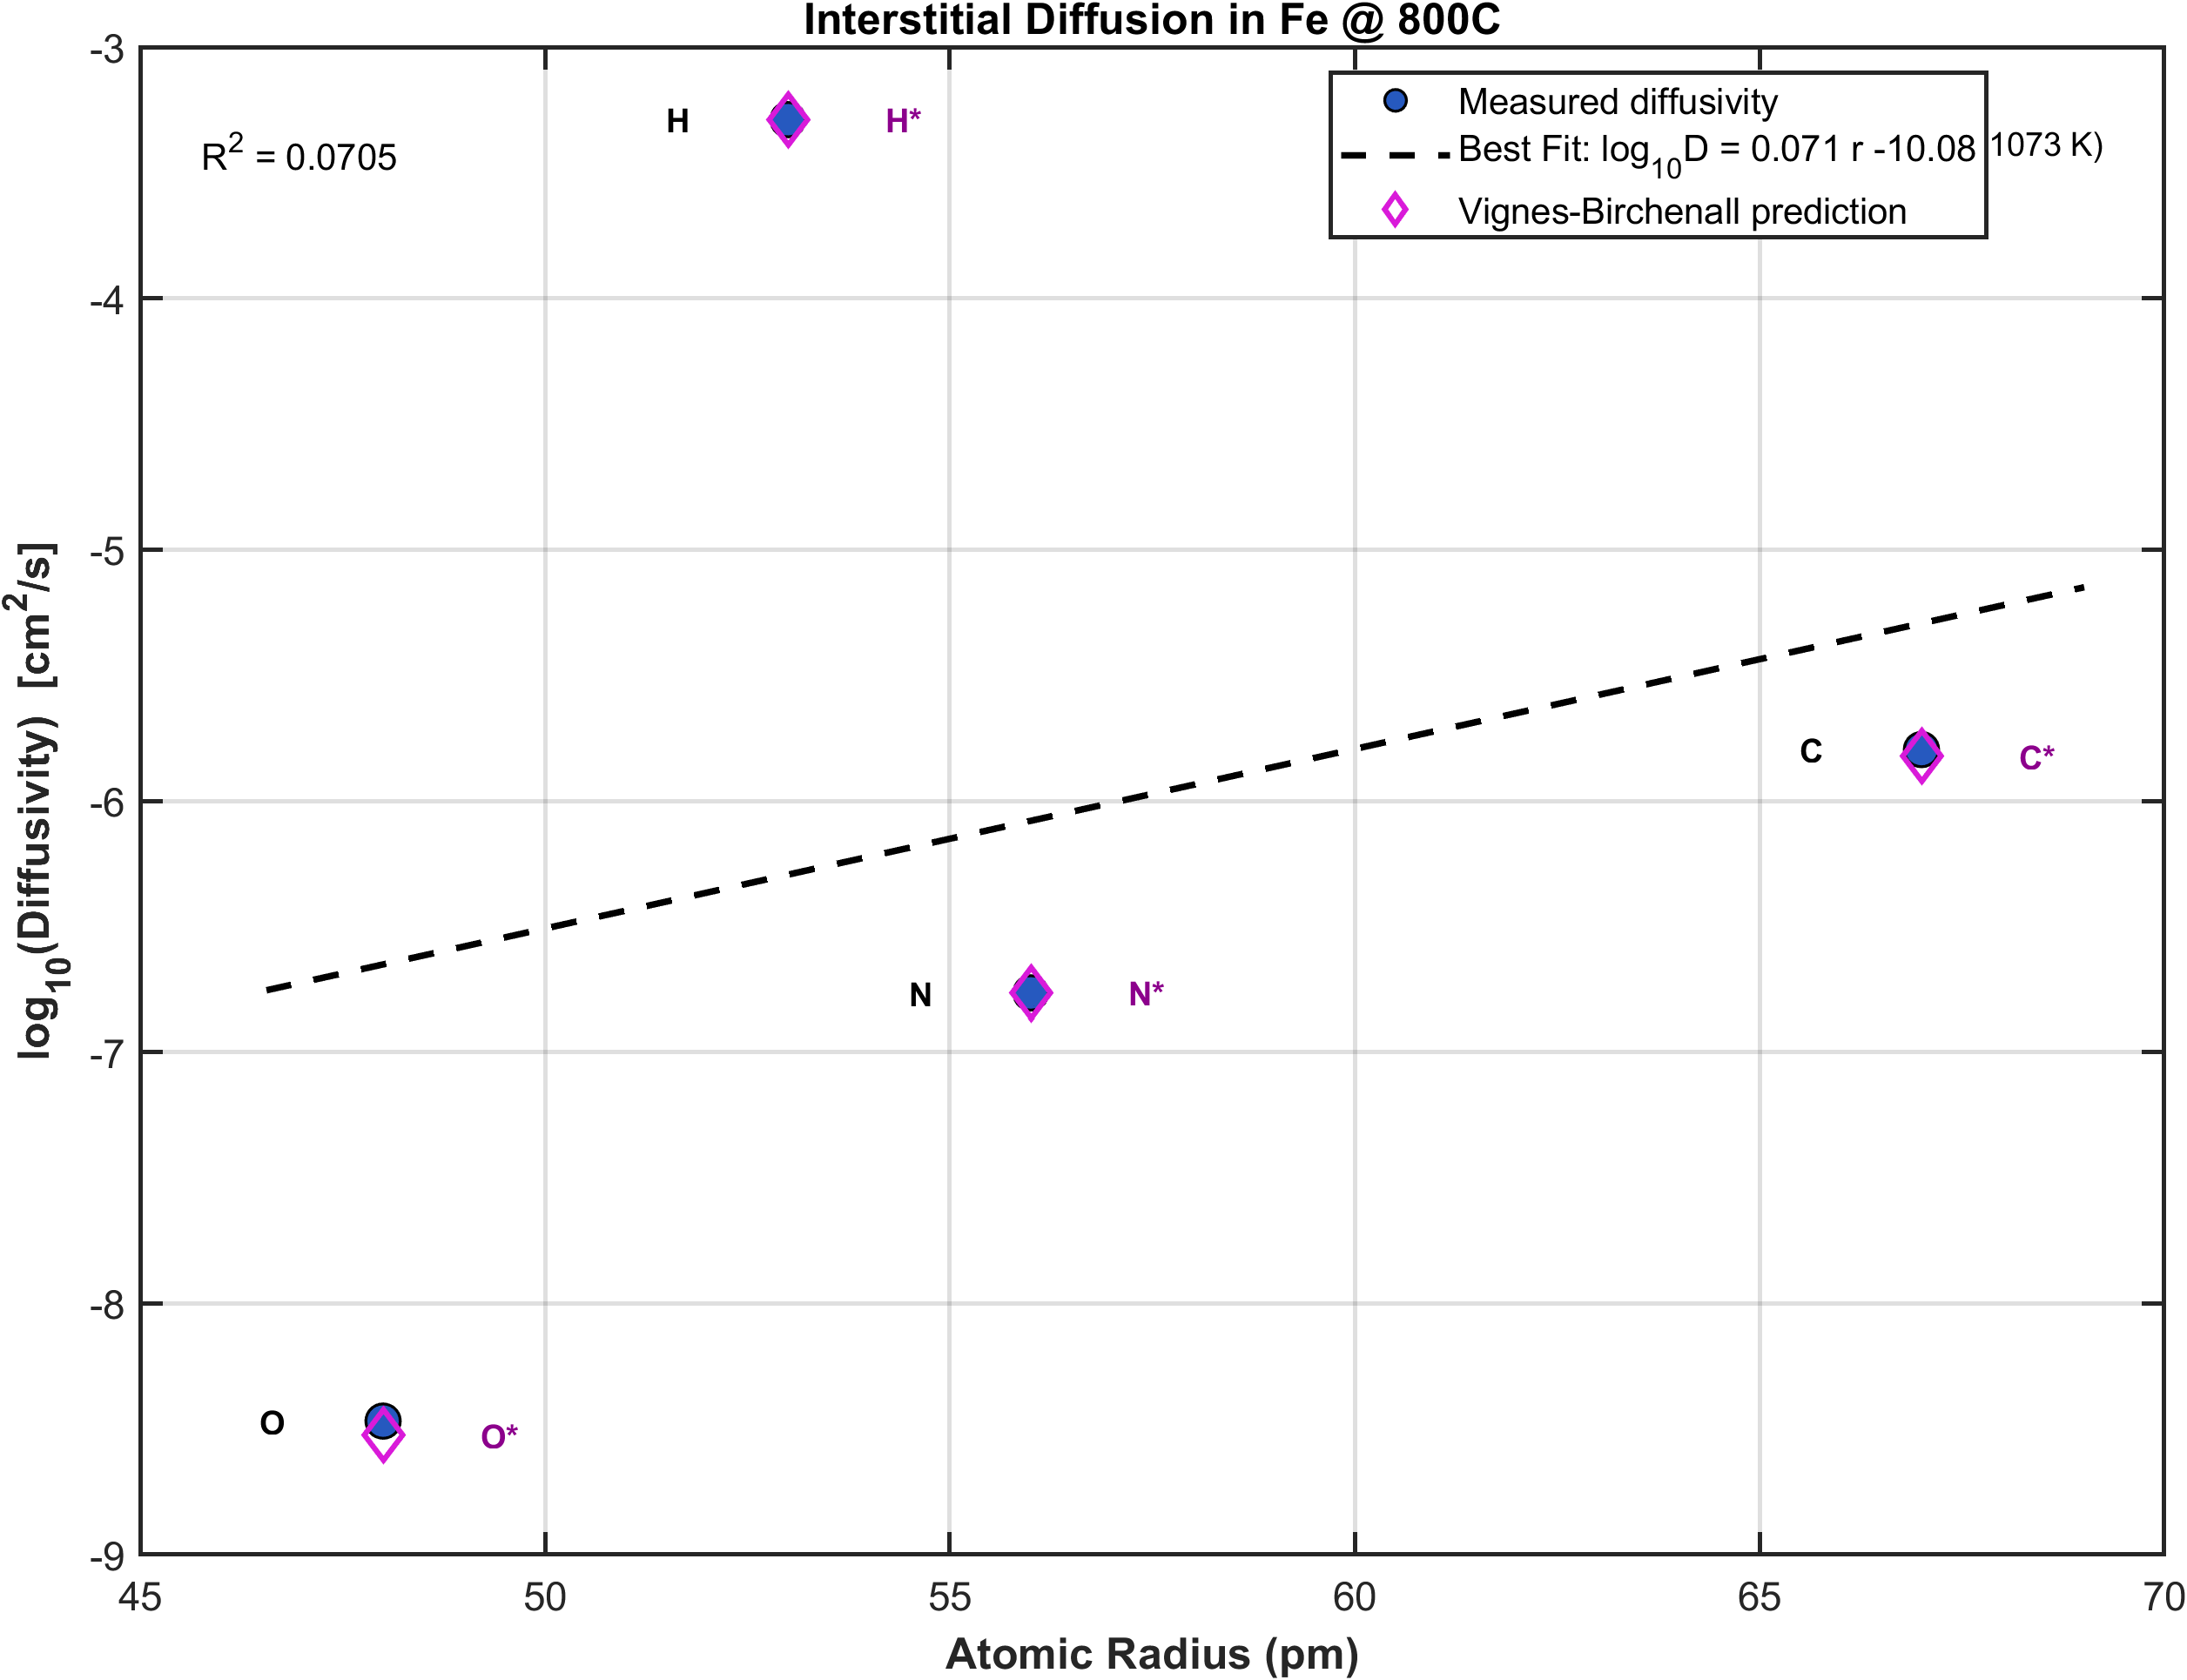 Interstitial Diffusion in Fe @ 800C
R² = 0.0705
Measured diffusivity
Best Fit: log₁₀D = 0.071 r -10.08 1073 K)
Vignes-Birchenall prediction
-3
-4
-5
-6
-7
-8
-9
log₁₀(Diffusivity) [cm²/s]
H H*
C C*
N N*
O O*
45 50 55 60 65 70
Atomic Radius (pm)